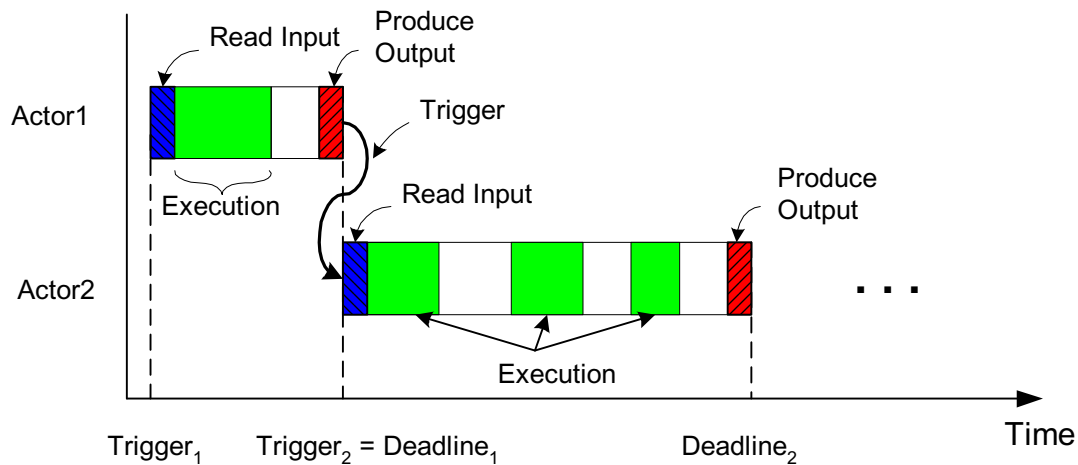 Read Input
Produce
Output
Actor1
Trigger
Execution
Read Input
Produce
Output
Actor2
. . .
Execution
Trigger1
Trigger2 = Deadline1
Deadline2
Time